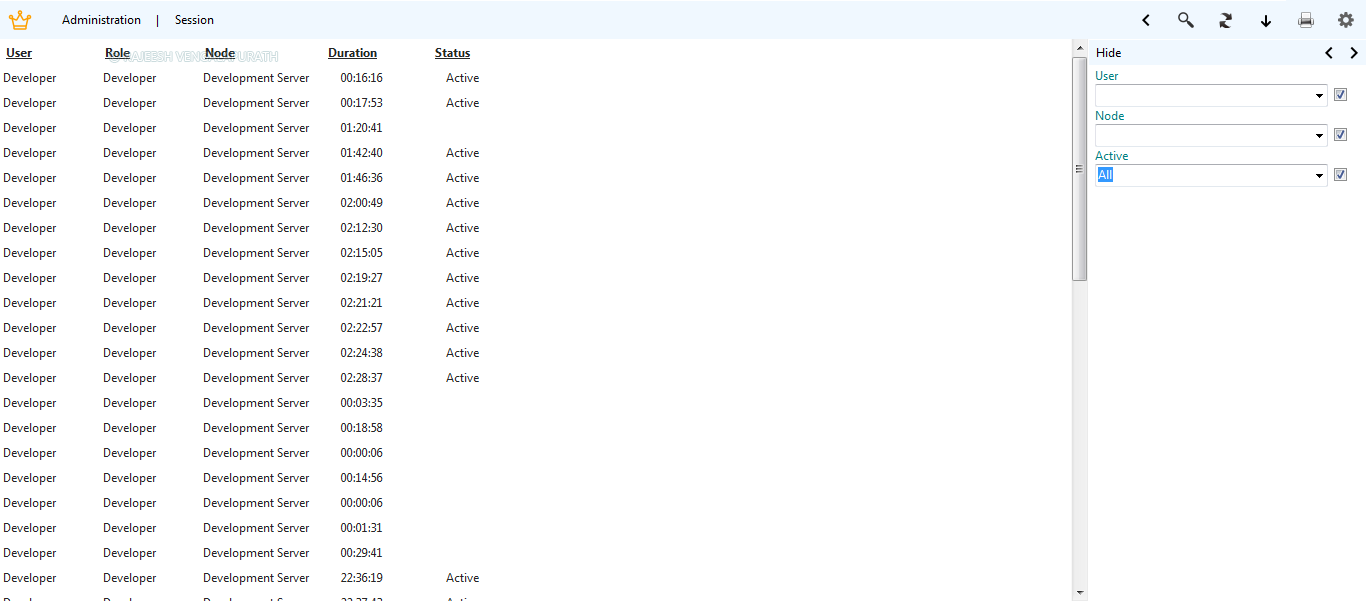 Administration | Session
User Role Node Duration Status
Developer Developer Development Server 00:16:16 Active
Developer Developer Development Server 00:17:53 Active
Developer Developer Development Server 01:20:41
Developer Developer Development Server 01:42:40 Active
Developer Developer Development Server 01:46:36 Active
Developer Developer Development Server 02:00:49 Active
Developer Developer Development Server 02:12:30 Active
Developer Developer Development Server 02:15:05 Active
Developer Developer Development Server 02:19:27 Active
Developer Developer Development Server 02:21:21 Active
Developer Developer Development Server 02:22:57 Active
Developer Developer Development Server 02:24:38 Active
Developer Developer Development Server 02:28:37 Active
Developer Developer Development Server 00:03:35
Developer Developer Development Server 00:18:58
Developer Developer Development Server 00:00:06
Developer Developer Development Server 00:14:56
Developer Developer Development Server 00:00:06
Developer Developer Development Server 00:01:31
Developer Developer Development Server 00:29:41
Developer Developer Development Server 22:36:19 Active
Hide
User
Node
Active
All